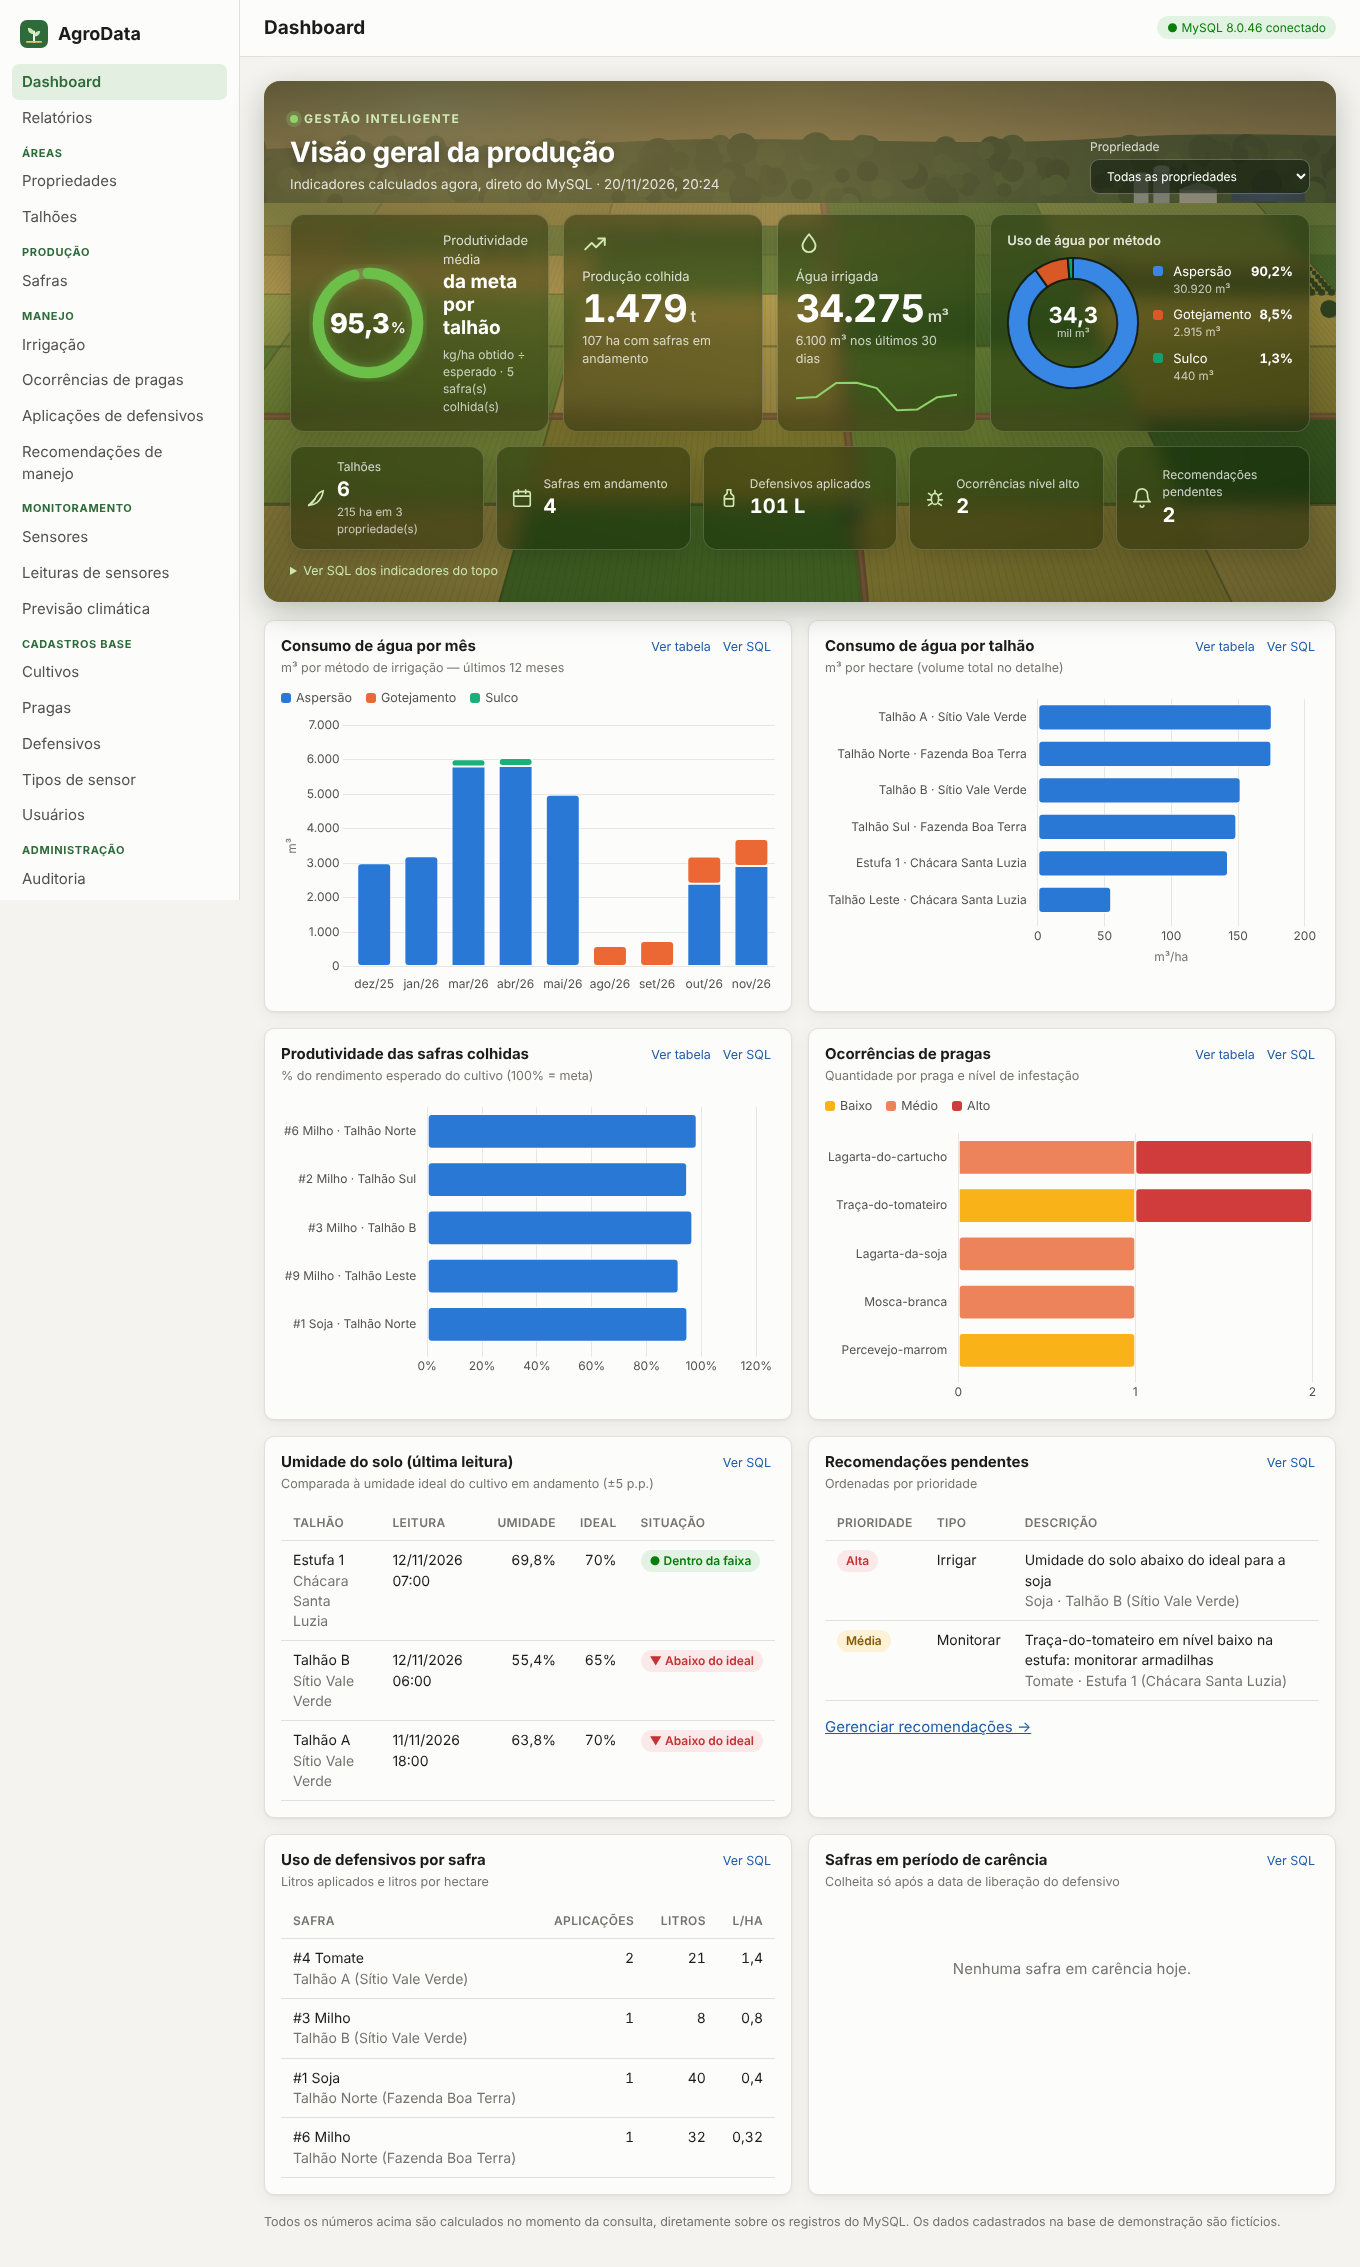 AgroData
Dashboard
Relatórios
ÁREAS
Propriedades
Talhões
PRODUÇÃO
Safras
MANEJO
Irrigação
Ocorrências de pragas
Aplicações de defensivos
Recomendações de
manejo
MONITORAMENTO
Sensores
Leituras de sensores
Previsão climática
CADASTROS BASE
Cultivos
Pragas
Defensivos
Tipos de sensor
Usuários
ADMINISTRAÇÃO
Auditoria
Dashboard
● MySQL 8.0.46 conectado
GESTÃO INTELIGENTE
Visão geral da produção
Indicadores calculados agora, direto do MySQL · 20/11/2026, 20:24
Propriedade
Todas as propriedades
95,3%
Produtividade
média
da meta
por
talhão
kg/ha obtido ÷
esperado · 5
safra(s)
colhida(s)
Produção colhida
1.479 t
107 ha com safras em
andamento
Água irrigada
34.275 m³
6.100 m³ nos últimos 30
dias
Uso de água por método
34,3
mil m³
Aspersão 90,2%
30.920 m³
Gotejamento 8,5%
2.915 m³
Sulco 1,3%
440 m³
Talhões
6
215 ha em 3
propriedade(s)
Safras em andamento
4
Defensivos aplicados
101 L
Ocorrências nível alto
2
Recomendações
pendentes
2
▶ Ver SQL dos indicadores do topo
Consumo de água por mês
Ver tabela Ver SQL
m³ por método de irrigação — últimos 12 meses
Aspersão Gotejamento Sulco
7.000
6.000
5.000
4.000
3.000
2.000
1.000
0
m³
dez/25 jan/26 mar/26 abr/26 mai/26 ago/26 set/26 out/26 nov/26
Consumo de água por talhão
Ver tabela Ver SQL
m³ por hectare (volume total no detalhe)
Talhão A · Sítio Vale Verde
Talhão Norte · Fazenda Boa Terra
Talhão B · Sítio Vale Verde
Talhão Sul · Fazenda Boa Terra
Estufa 1 · Chácara Santa Luzia
Talhão Leste · Chácara Santa Luzia
0 50 100 150 200
m³/ha
Produtividade das safras colhidas
Ver tabela Ver SQL
% do rendimento esperado do cultivo (100% = meta)
#6 Milho · Talhão Norte
#2 Milho · Talhão Sul
#3 Milho · Talhão B
#9 Milho · Talhão Leste
#1 Soja · Talhão Norte
0% 20% 40% 60% 80% 100% 120%
Ocorrências de pragas
Ver tabela Ver SQL
Quantidade por praga e nível de infestação
Baixo Médio Alto
Lagarta-do-cartucho
Traça-do-tomateiro
Lagarta-da-soja
Mosca-branca
Percevejo-marrom
0 1 2
Umidade do solo (última leitura)
Ver SQL
Comparada à umidade ideal do cultivo em andamento (±5 p.p.)
TALHÃO LEITURA UMIDADE IDEAL SITUAÇÃO
Estufa 1 12/11/2026 69,8% 70% ● Dentro da faixa
Chácara 07:00
Santa
Luzia
Talhão B 12/11/2026 55,4% 65% ▼ Abaixo do ideal
Sítio Vale 06:00
Verde
Talhão A 11/11/2026 63,8% 70% ▼ Abaixo do ideal
Sítio Vale 18:00
Verde
Recomendações pendentes
Ver SQL
Ordenadas por prioridade
PRIORIDADE TIPO DESCRIÇÃO
Alta Irrigar Umidade do solo abaixo do ideal para a
soja
Soja · Talhão B (Sítio Vale Verde)
Média Monitorar Traça-do-tomateiro em nível baixo na
estufa: monitorar armadilhas
Tomate · Estufa 1 (Chácara Santa Luzia)
Gerenciar recomendações →
Uso de defensivos por safra
Ver SQL
Litros aplicados e litros por hectare
SAFRA APLICAÇÕES LITROS L/HA
#4 Tomate 2 21 1,4
Talhão A (Sítio Vale Verde)
#3 Milho 1 8 0,8
Talhão B (Sítio Vale Verde)
#1 Soja 1 40 0,4
Talhão Norte (Fazenda Boa Terra)
#6 Milho 1 32 0,32
Talhão Norte (Fazenda Boa Terra)
Safras em período de carência
Ver SQL
Colheita só após a data de liberação do defensivo
Nenhuma safra em carência hoje.
Todos os números acima são calculados no momento da consulta, diretamente sobre os registros do MySQL. Os dados cadastrados na base de demonstração são fictícios.